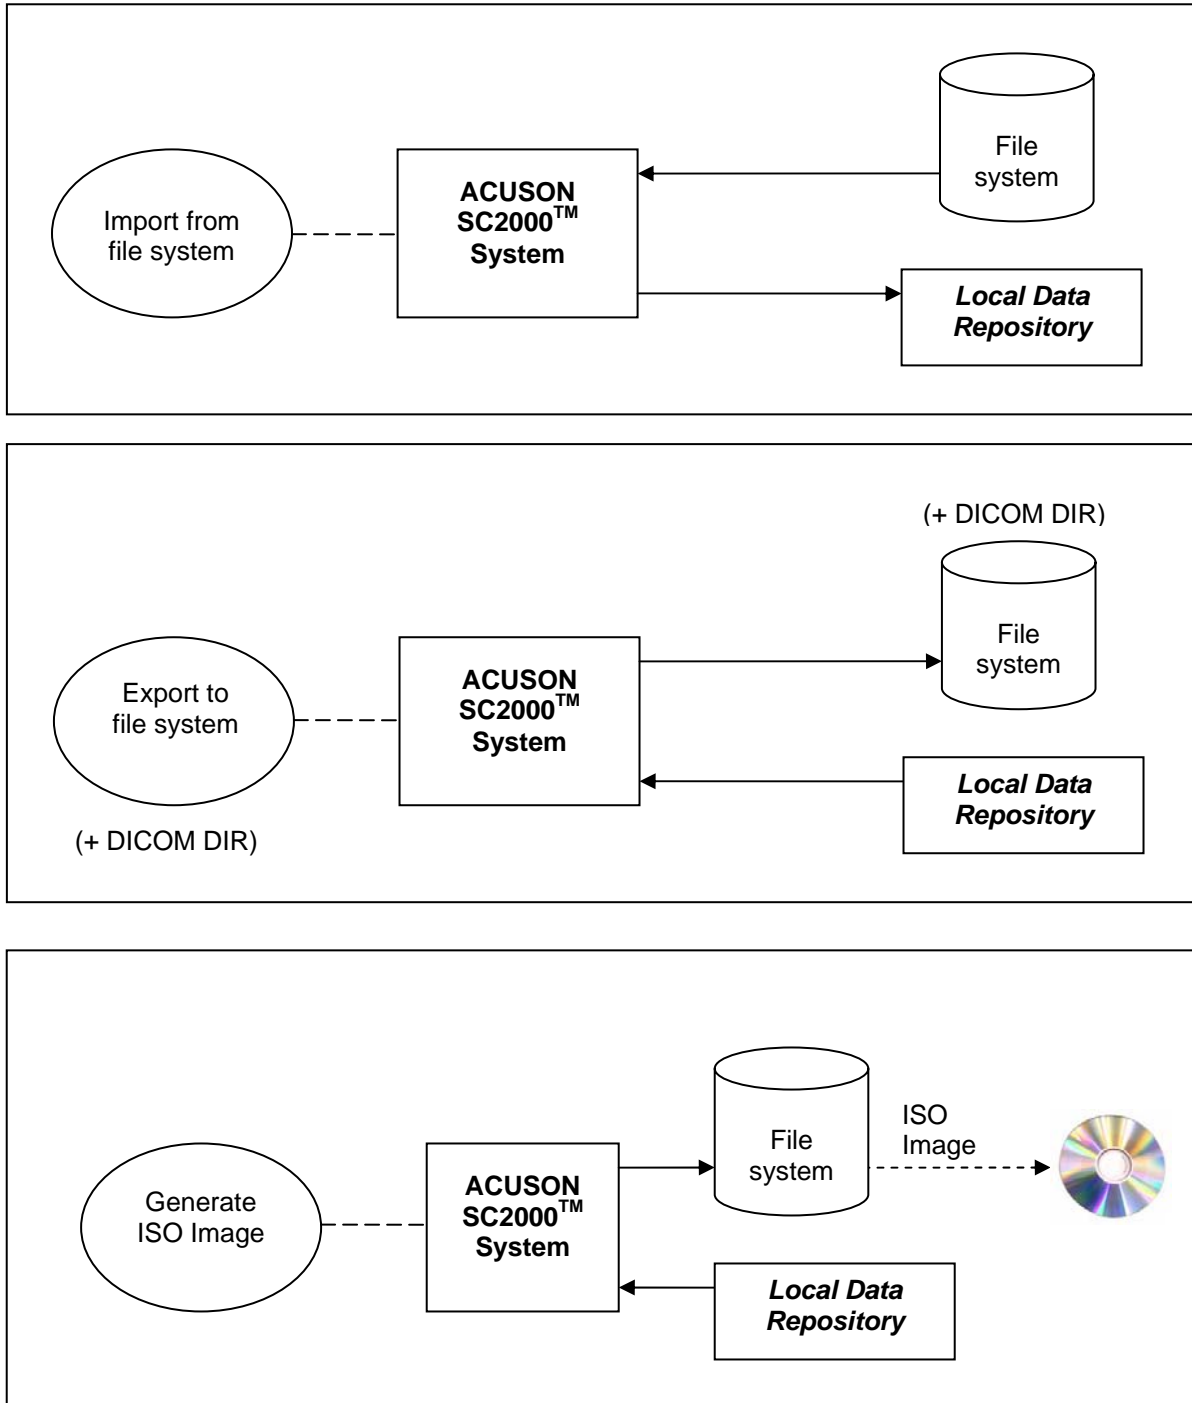 File
system
Import from
file system
ACUSON
SC2000™
System
Local Data
Repository
(+ DICOM DIR)
File
system
Export to
file system
ACUSON
SC2000™
System
Local Data
Repository
(+ DICOM DIR)
ISO
Image
File
system
Generate
ISO Image
ACUSON
SC2000™
System
Local Data
Repository